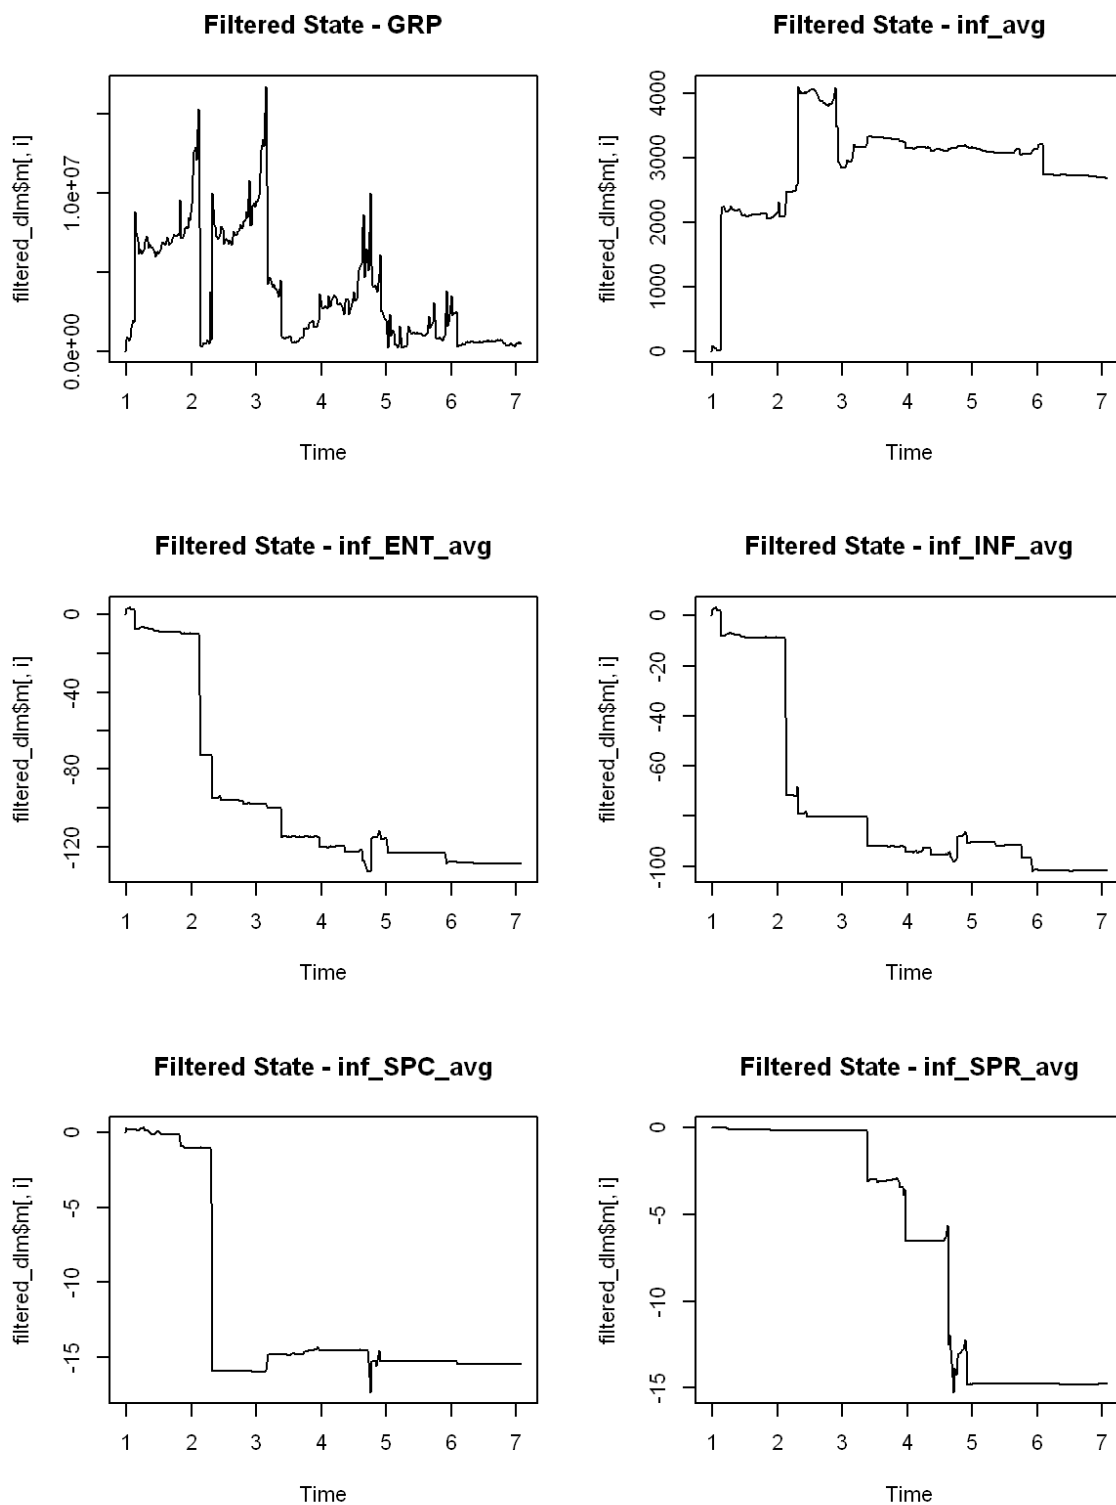 Filtered State - GRP
filtered_dlm$m[, i]
1.0e+07
0.0e+00
1 2 3 4 5 6 7
Time
Filtered State - inf_avg
filtered_dlm$m[, i]
4000
3000
2000
1000
0
1 2 3 4 5 6 7
Time
Filtered State - inf_ENT_avg
filtered_dlm$m[, i]
0
-40
-80
-120
1 2 3 4 5 6 7
Time
Filtered State - inf_INF_avg
filtered_dlm$m[, i]
0
-20
-40
-60
-80
-100
1 2 3 4 5 6 7
Time
Filtered State - inf_SPC_avg
filtered_dlm$m[, i]
0
-5
-10
-15
1 2 3 4 5 6 7
Time
Filtered State - inf_SPR_avg
filtered_dlm$m[, i]
0
-5
-10
-15
1 2 3 4 5 6 7
Time